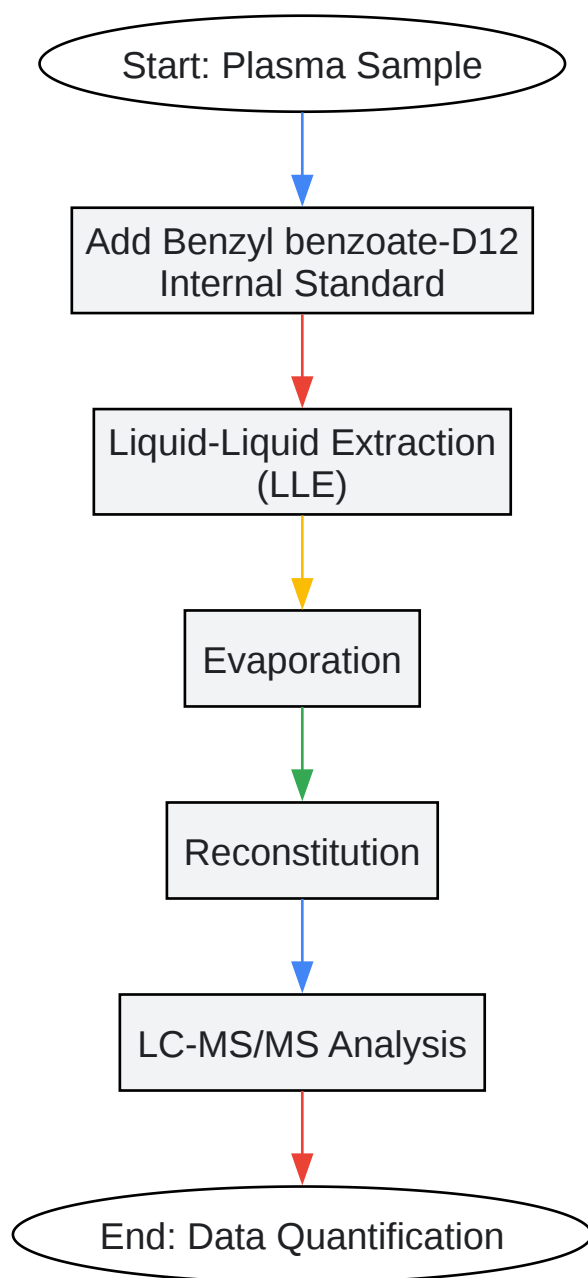 Start: Plasma Sample
Add Benzyl benzoate-D12
Internal Standard
Liquid-Liquid Extraction
(LLE)
Evaporation
Reconstitution
LC-MS/MS Analysis
End: Data Quantification